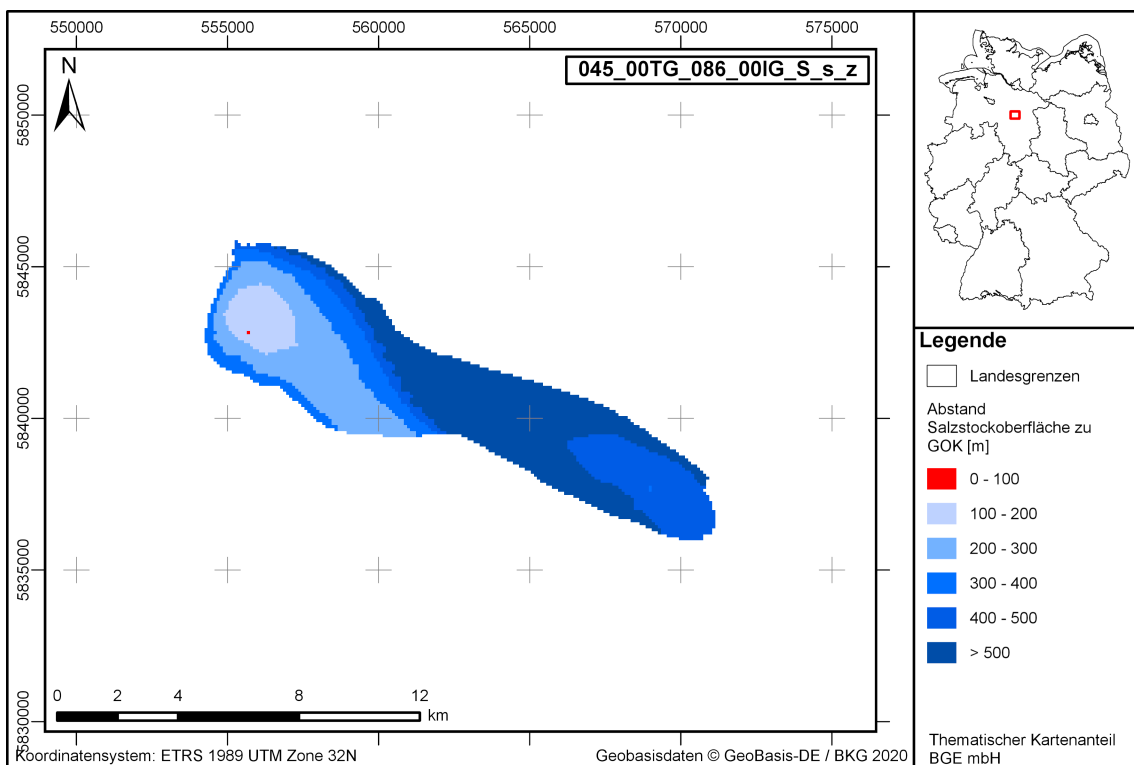 550000 555000 560000 565000 570000 575000
045_00TG_086_00IG_S_s_z
N
5850000
5845000
5840000
5835000
5830000
0 2 4 8 12
km
Koordinatensystem: ETRS 1989 UTM Zone 32N
Geobasisdaten © GeoBasis-DE / BKG 2020
Legende
Landesgrenzen
Abstand
Salzstockoberfläche zu
GOK [m]
0 - 100
100 - 200
200 - 300
300 - 400
400 - 500
> 500
Thematischer Kartenanteil
BGE mbH